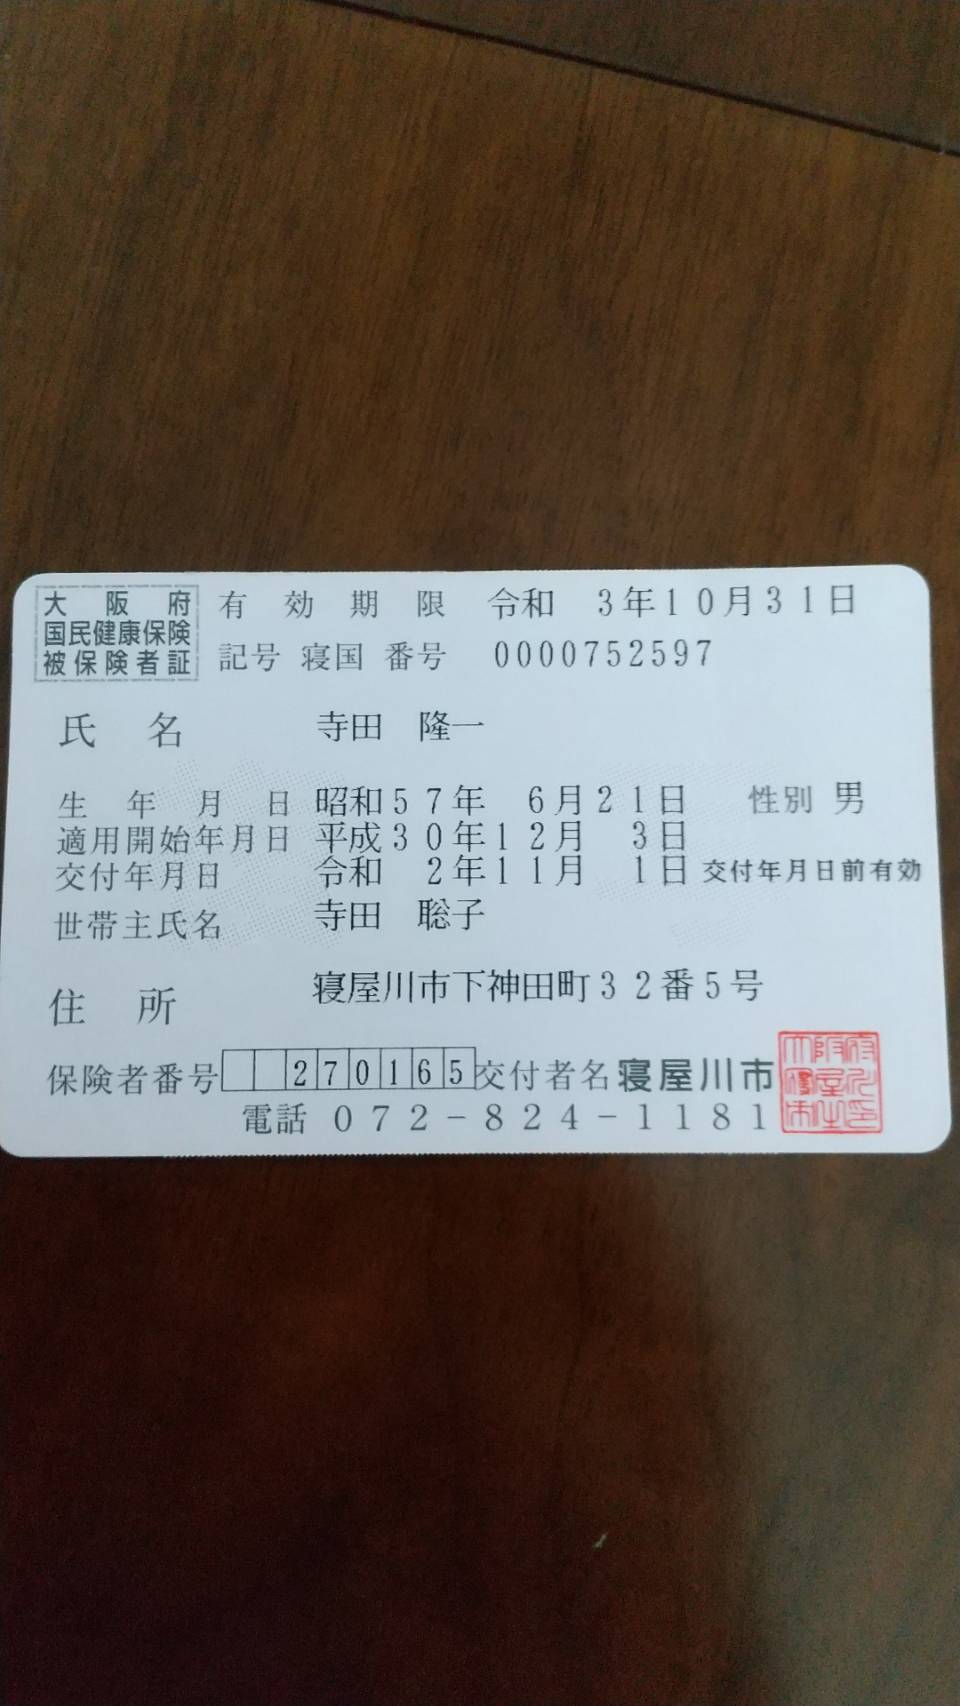 大阪府
国民健康保険
被保険者証
有効期限 令和 3年10月31日
記号 寝国 番号 0000752597
氏名 寺田 隆一
生年月日 昭和57年 6月21日 性別 男
適用開始年月日 平成30年12月 3日
交付年月日 令和 2年11月 1日 交付年月日前有効
世帯主氏名 寺田 聡子
住所 寝屋川市下神田町32番5号
保険者番号 270165 交付者名 寝屋川市
電話 072-824-1181